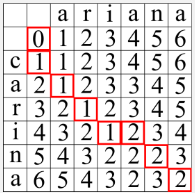 a r i a n a
0 1 2 3 4 5 6
c 1 1 2 3 4 5 6
a 2 1 2 3 3 4 5
r 3 2 1 2 3 4 5
i 4 3 2 1 2 3 4
n 5 4 3 2 2 2 3
a 6 5 4 3 2 3 2